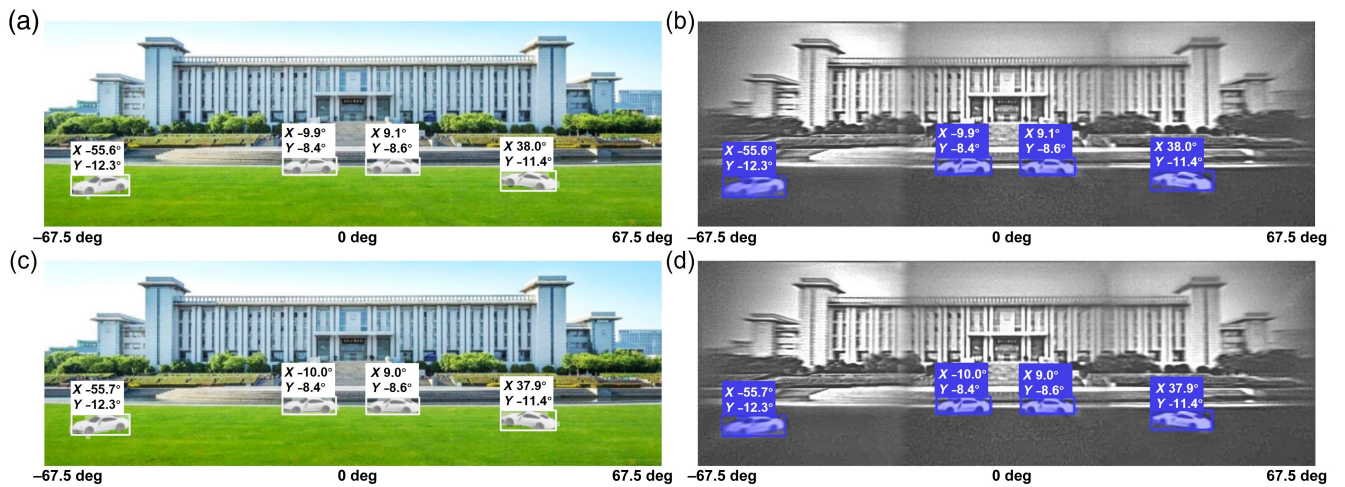 (a)
X –9.9°
Y –8.4°
X 9.1°
Y –8.6°
X –55.6°
Y –12.3°
X 38.0°
Y –11.4°
–67.5 deg
0 deg
67.5 deg
(b)
X –9.9°
Y –8.4°
X 9.1°
Y –8.6°
X –55.6°
Y –12.3°
X 38.0°
Y –11.4°
–67.5 deg
0 deg
67.5 deg
(c)
X –10.0°
Y –8.4°
X 9.0°
Y –8.6°
X –55.7°
Y –12.3°
X 37.9°
Y –11.4°
–67.5 deg
0 deg
67.5 deg
(d)
X –10.0°
Y –8.4°
X 9.0°
Y –8.6°
X –55.7°
Y –12.3°
X 37.9°
Y –11.4°
–67.5 deg
0 deg
67.5 deg